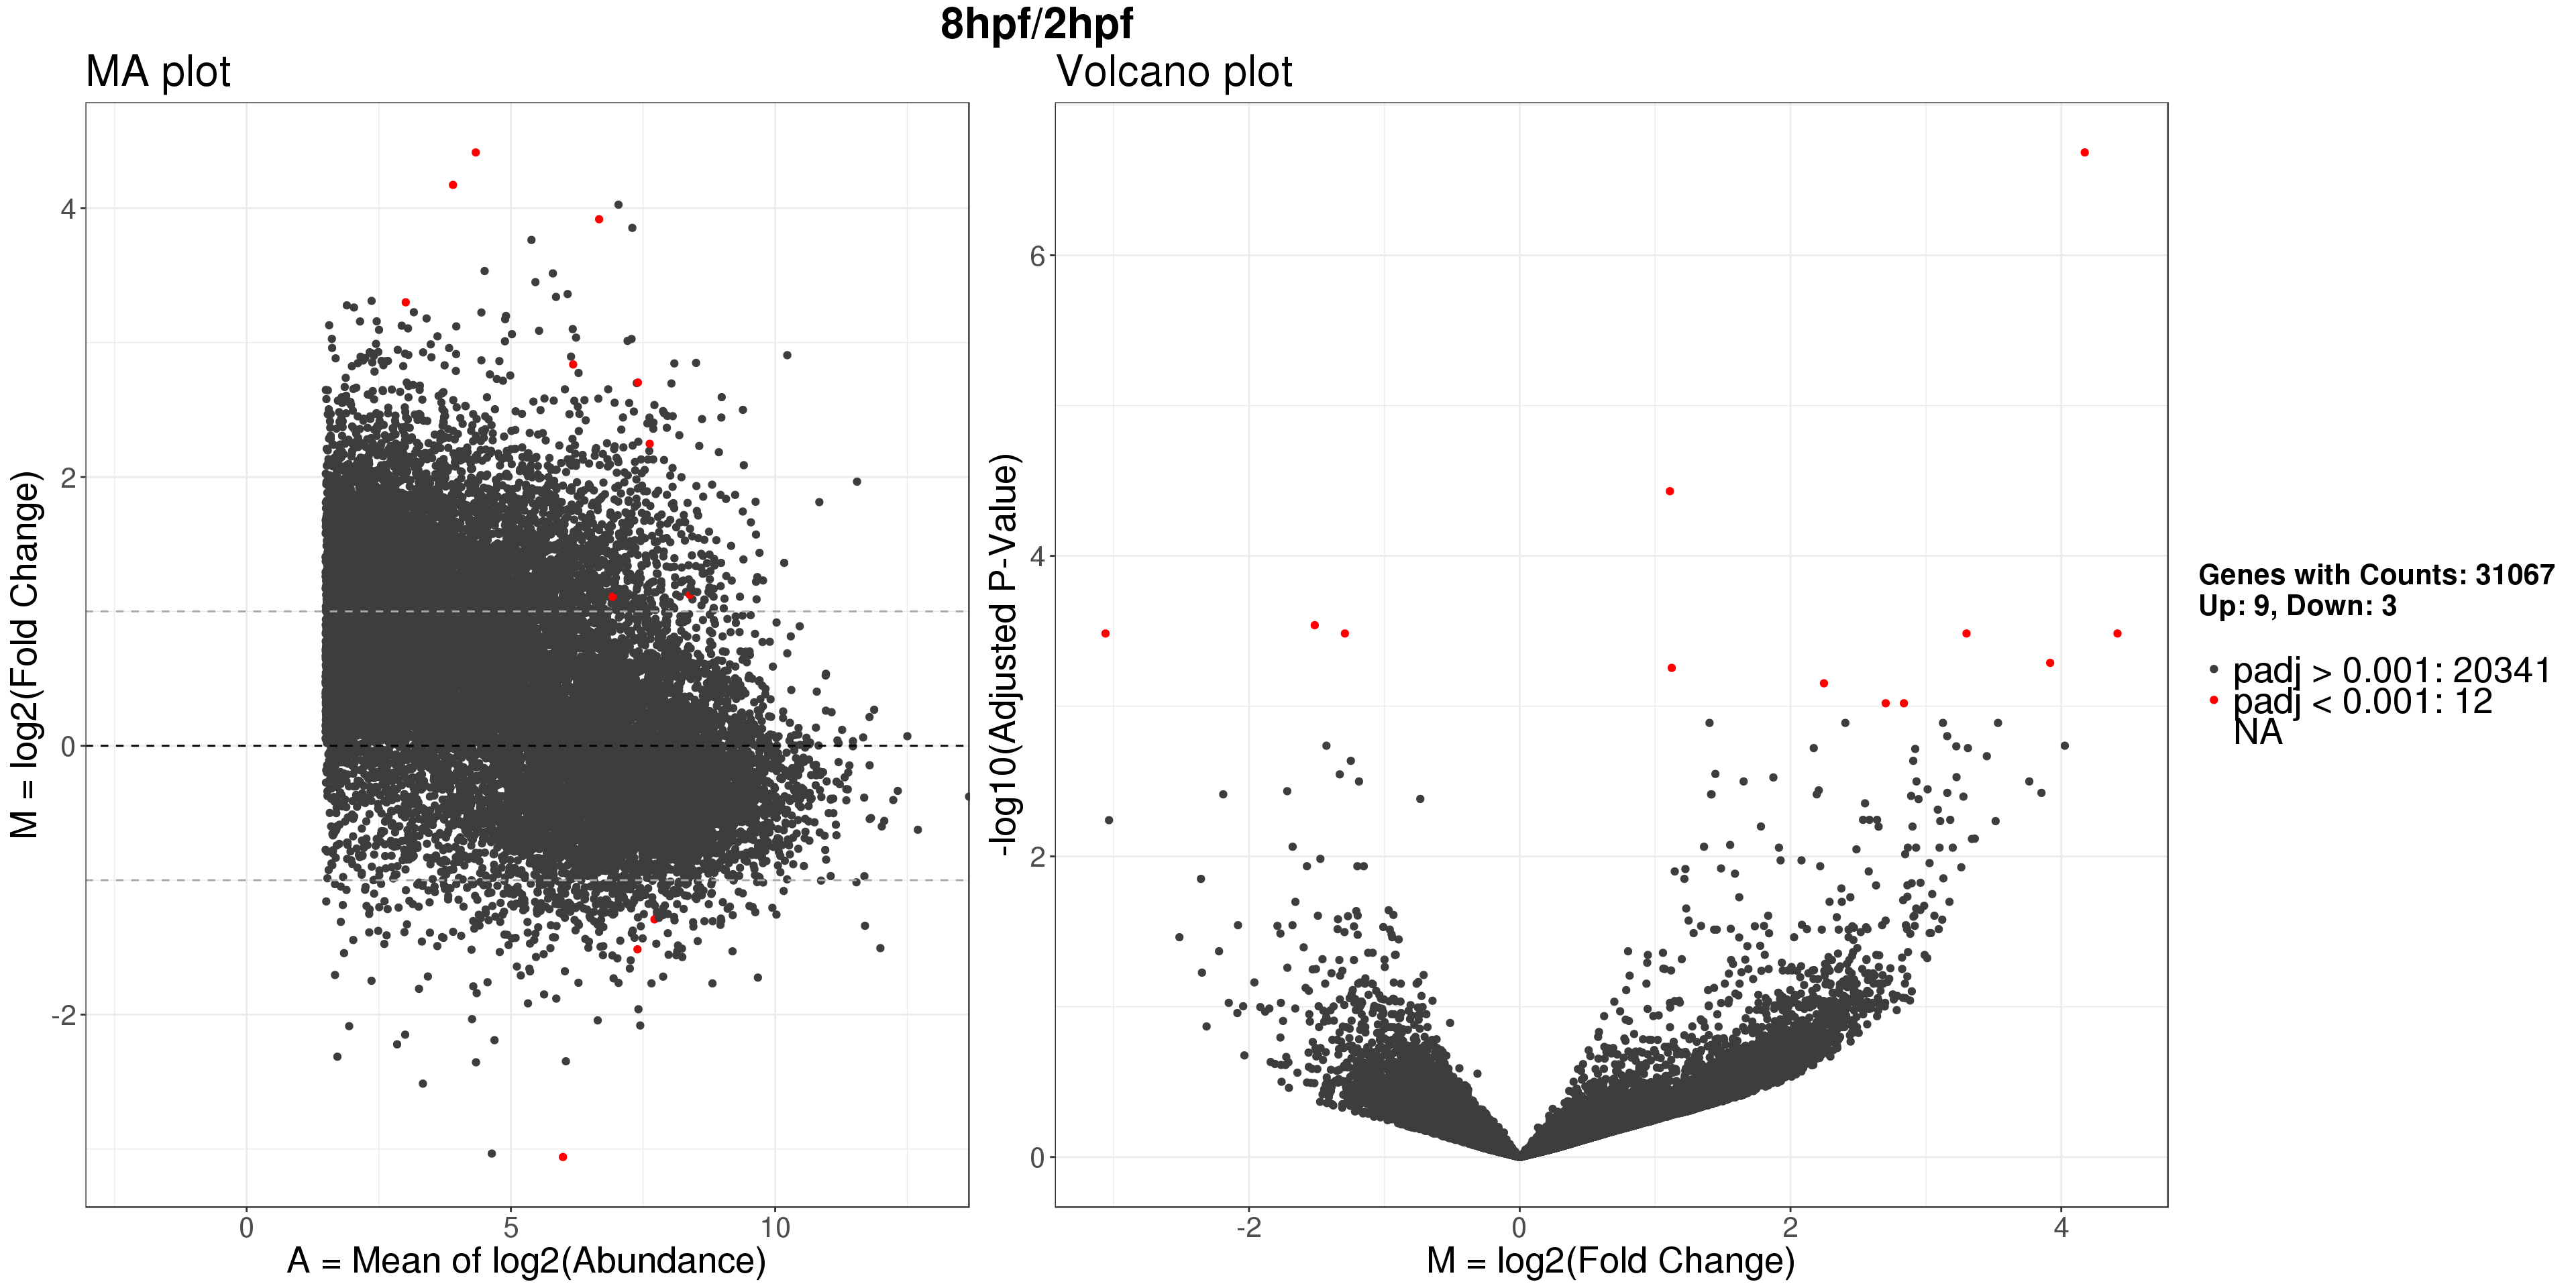 8hpf/2hpf
MA plot
M = log2(Fold Change)
4
2
0
-2
0
5
10
A = Mean of log2(Abundance)
Volcano plot
-log10(Adjusted P-Value)
6
4
2
0
-2
0
2
4
M = log2(Fold Change)
Genes with Counts: 31067
Up: 9, Down: 3
padj > 0.001: 20341
padj < 0.001: 12
NA